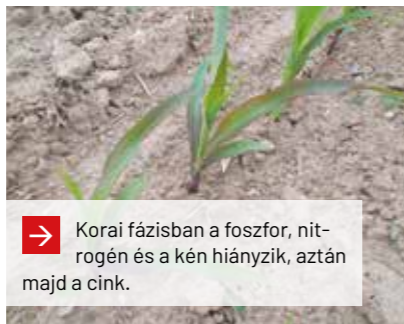 Korai fázisban a foszfor, nit-
rogén és a kén hiányzik, aztán
majd a cink.